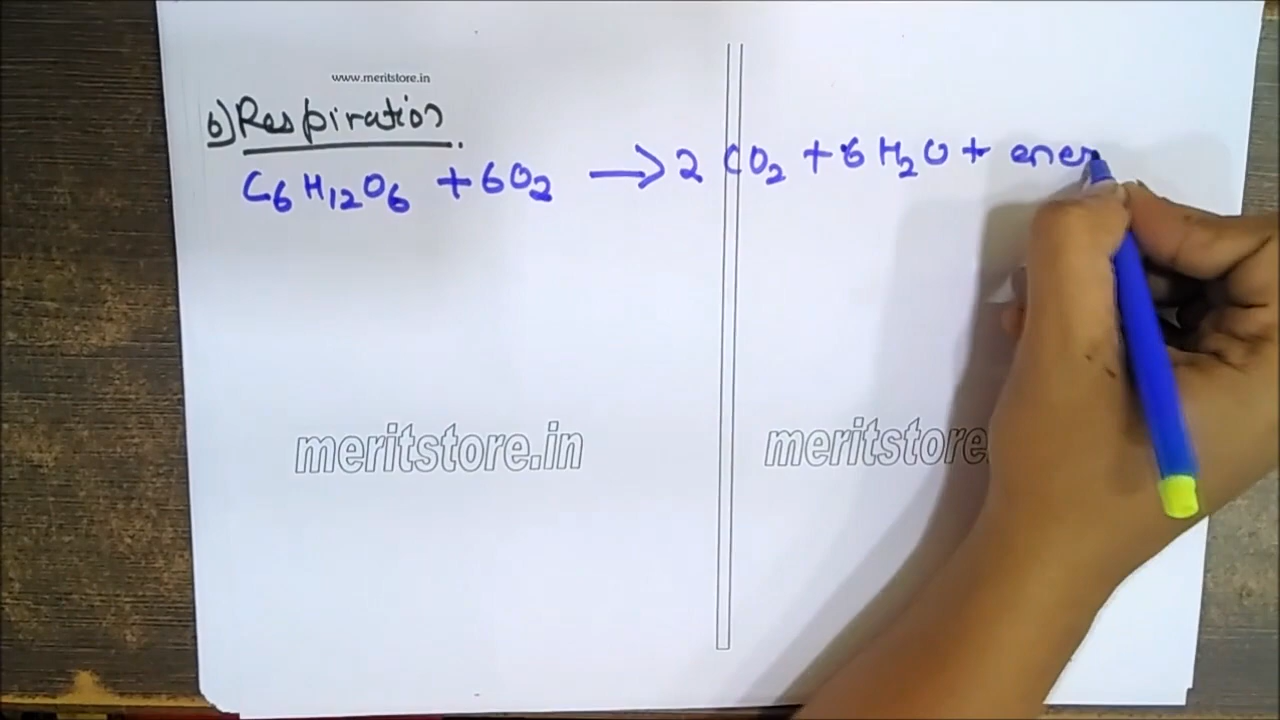 www.meritstore.in
b) Respiration.
C₆H₁₂O₆ + 6O₂ → 2 CO₂ + 6 H₂O + ener
meritstore.in meritstore.